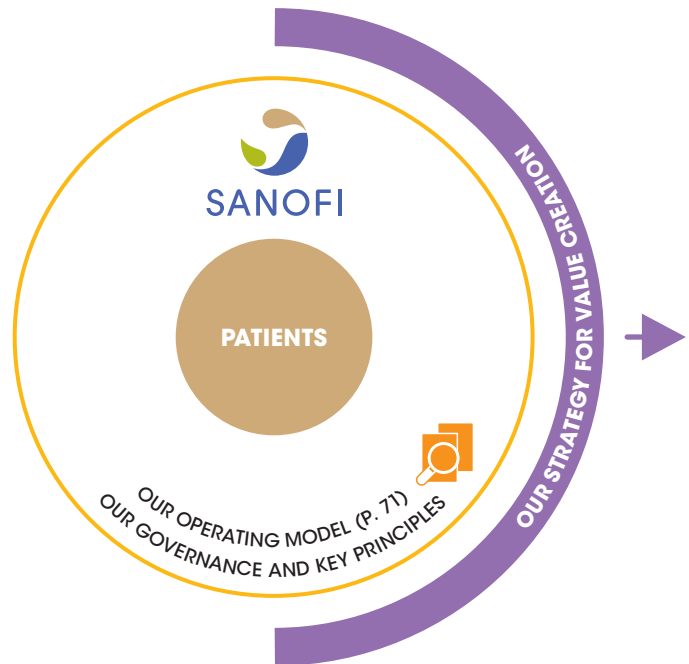 SANOFI
PATIENTS
OUR OPERATING MODEL (P. 71)
OUR GOVERNANCE AND KEY PRINCIPLES
OUR STRATEGY FOR VALUE CREATION